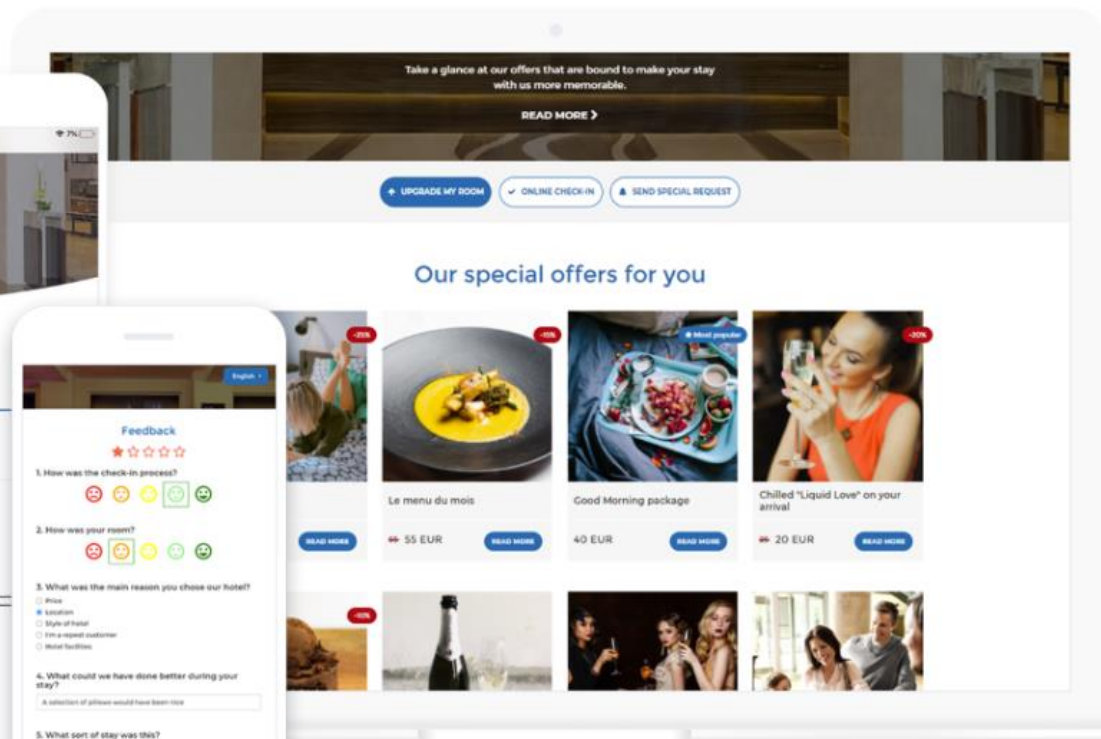 Take a glance at our offers that are bound to make your stay
with us more memorable.
READ MORE
7%
UPGRADE MY ROOM
ONLINE CHECK-IN
SEND SPECIAL REQUEST
Our special offers for you
-15%
Most popular
-20%
Le menu du mois
Good Morning package
Chilled "Liquid Love" on your
arrival
READ MORE
55 EUR
READ MORE
40 EUR
READ MORE
20 EUR
READ MORE
-10%
English
Feedback
1. How was the check-in process?
2. How was your room?
3. What was the main reason you chose our hotel?
Price
Location
Style of hotel
I'm a repeat customer
Hotel facilities
4. What could we have done better during your
stay?
A selection of pillows would have been nice
5. What sort of stay was this?